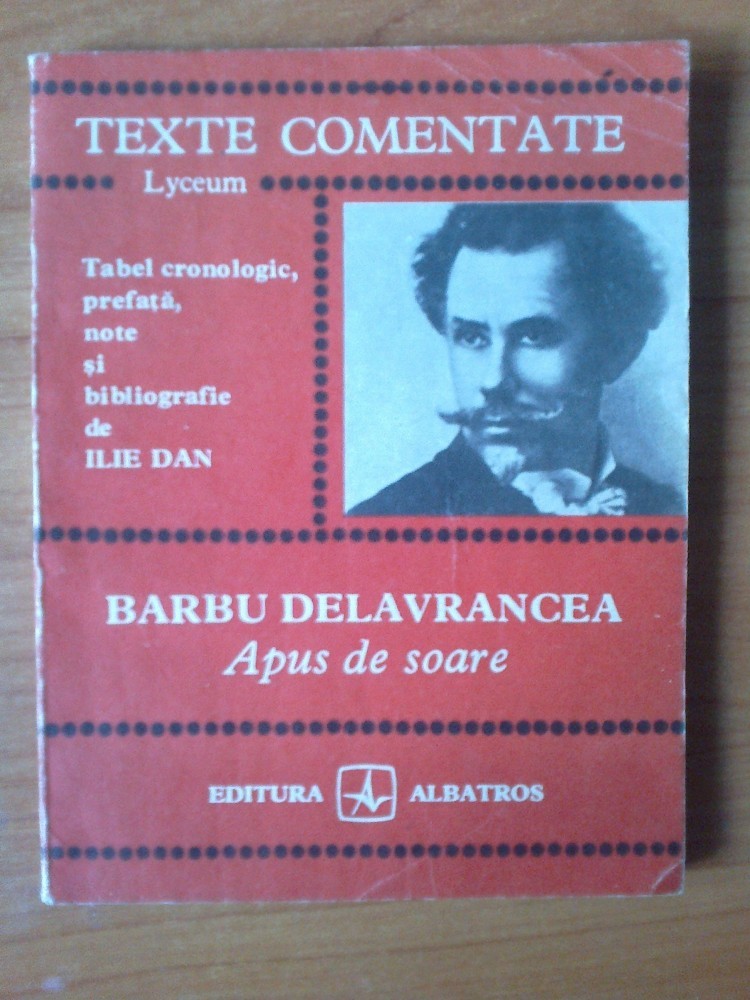 TEXTE COMENTATE
Lyceum
Tabel cronologic,
prefață,
note
și
bibliografie
de
ILIE DAN
BARBU DELAVRANCEA
Apus de soare
EDITURA ALBATROS